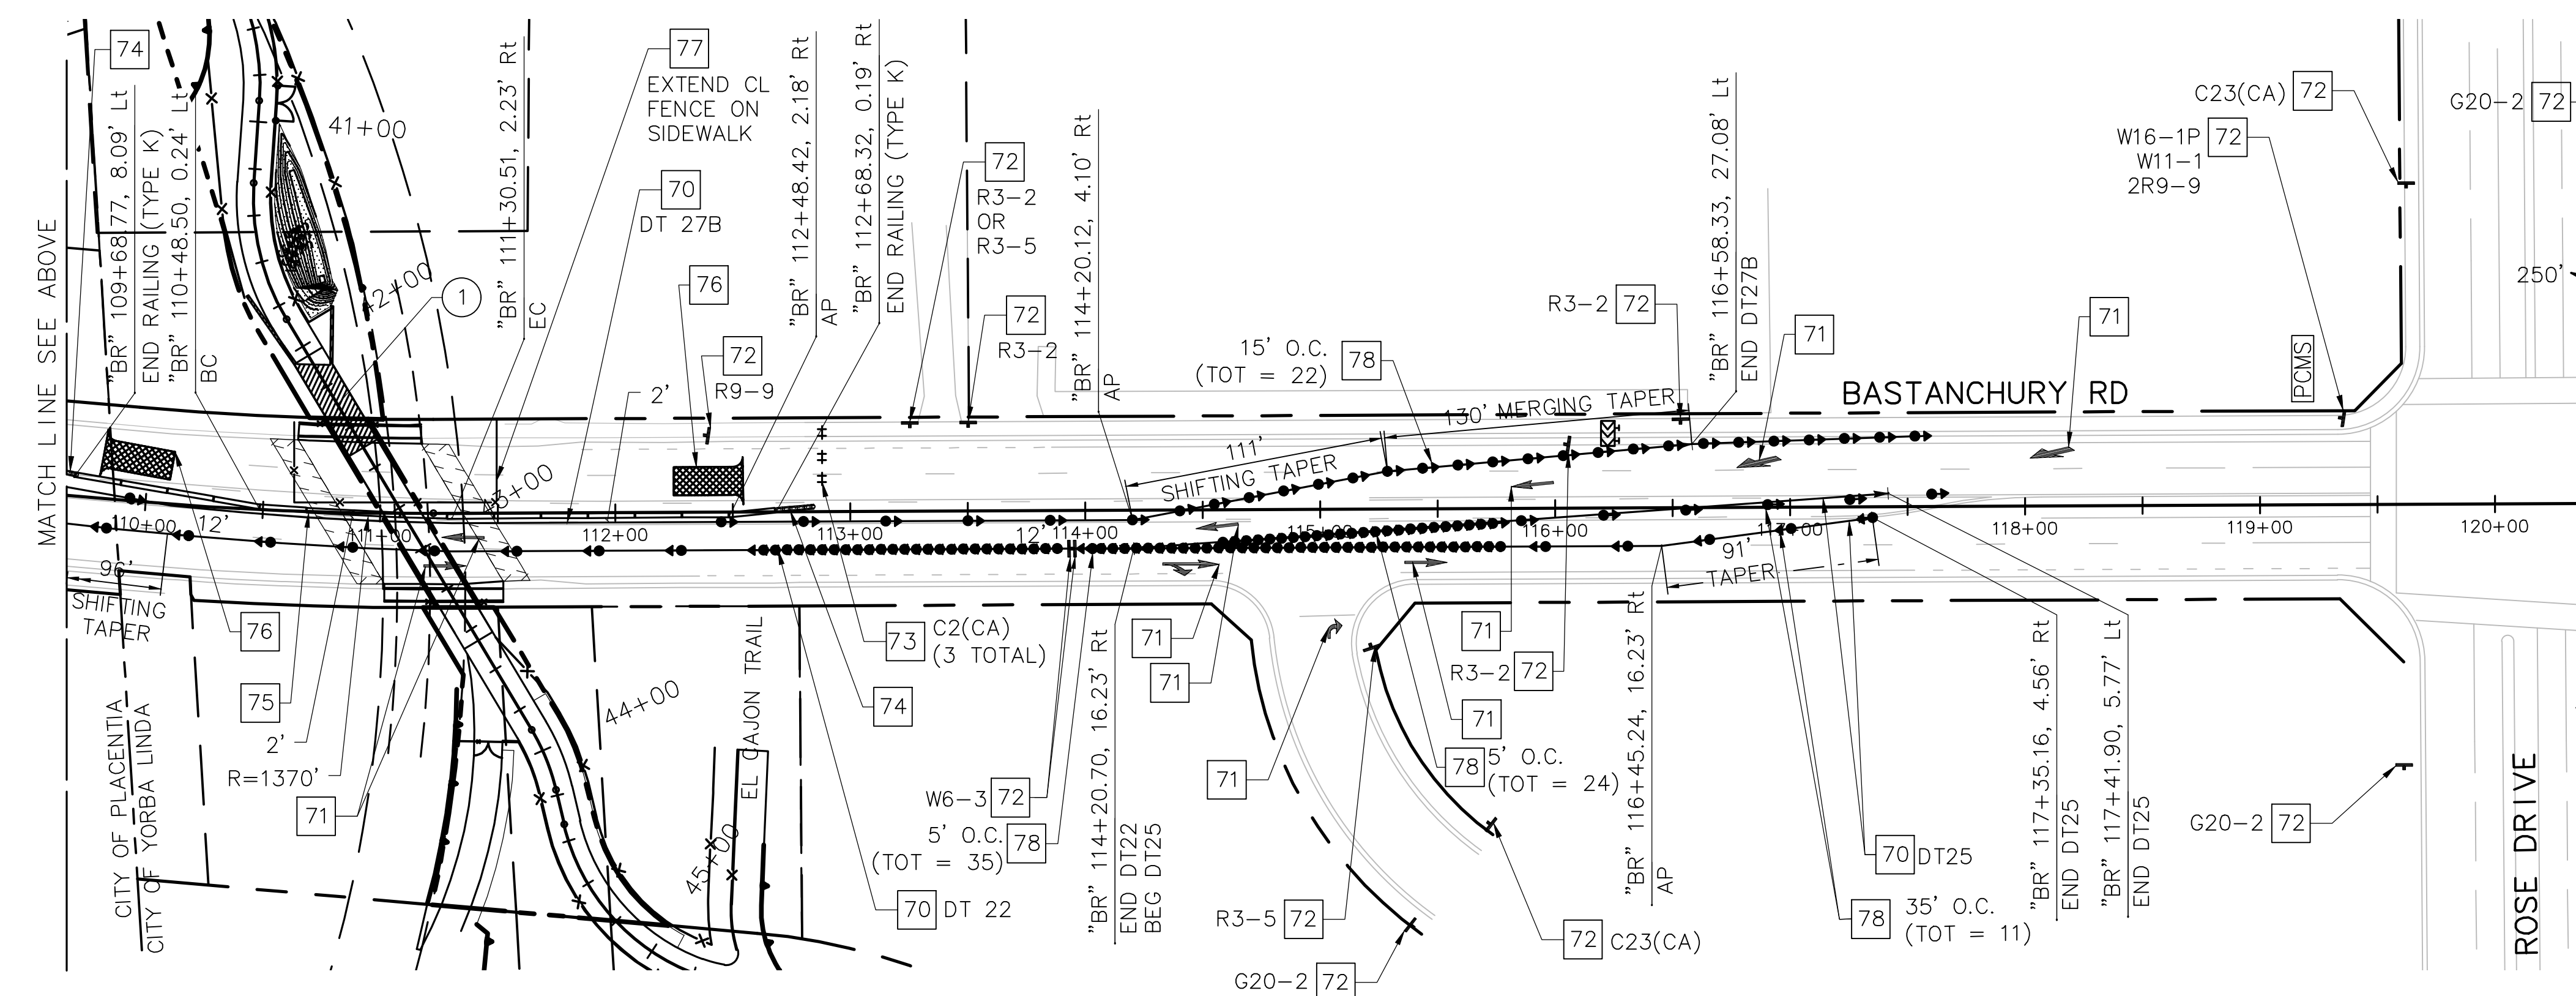 74
"BR" 109+68.77, 8.09' Lt
END RAILING (TYPE K)
"BR" 110+48.50, 0.24' Lt
BC
41+00
42+00
43+00
1
"BR" 111+30.51, 2.23' Rt
EC
77
EXTEND CL
FENCE ON
SIDEWALK
70
DT 27B
76
72
R9-9
2'
"BR" 112+48.42, 2.18' Rt
AP
"BR" 112+68.32, 0.19' Rt
END RAILING (TYPE K)
72
R3-2
OR
R3-5
72
R3-2
"BR" 114+20.12, 4.10' Rt
AP
15' O.C.
(TOT = 22)
78
111'
SHIFTING TAPER
130' MERGING TAPER
R3-2 72
"BR" 116+58.33, 27.08' Lt
END DT27B
71
71
BASTANCHURY RD
PCMS
C23(CA) 72
W16-1P 72
W11-1
2R9-9
G20-2 72
250'
MATCH LINE SEE ABOVE
110+00
12'
111+00
112+00
113+00
12'
114+00
115+00
116+00
117+00
118+00
119+00
120+00
96'
SHIFTING
TAPER
76
75
2'
R=1370'
71
CITY OF PLACENTIA
CITY OF YORBA LINDA
44+00
45+00
EL CAJON TRAIL
73
C2(CA)
(3 TOTAL)
74
W6-3 72
5' O.C.
(TOT = 35)
78
70 DT 22
"BR" 114+20.70, 16.23' Rt
END DT22
BEG DT25
71
71
71
71
R3-2 72
71
78
5' O.C.
(TOT = 24)
R3-5 72
G20-2 72
72 C23(CA)
"BR" 116+45.24, 16.23' Rt
AP
91'
TAPER
70 DT25
78
35' O.C.
(TOT = 11)
"BR" 117+35.16, 4.56' Rt
END DT25
"BR" 117+41.90, 5.77' Lt
END DT25
G20-2 72
ROSE DRIVE